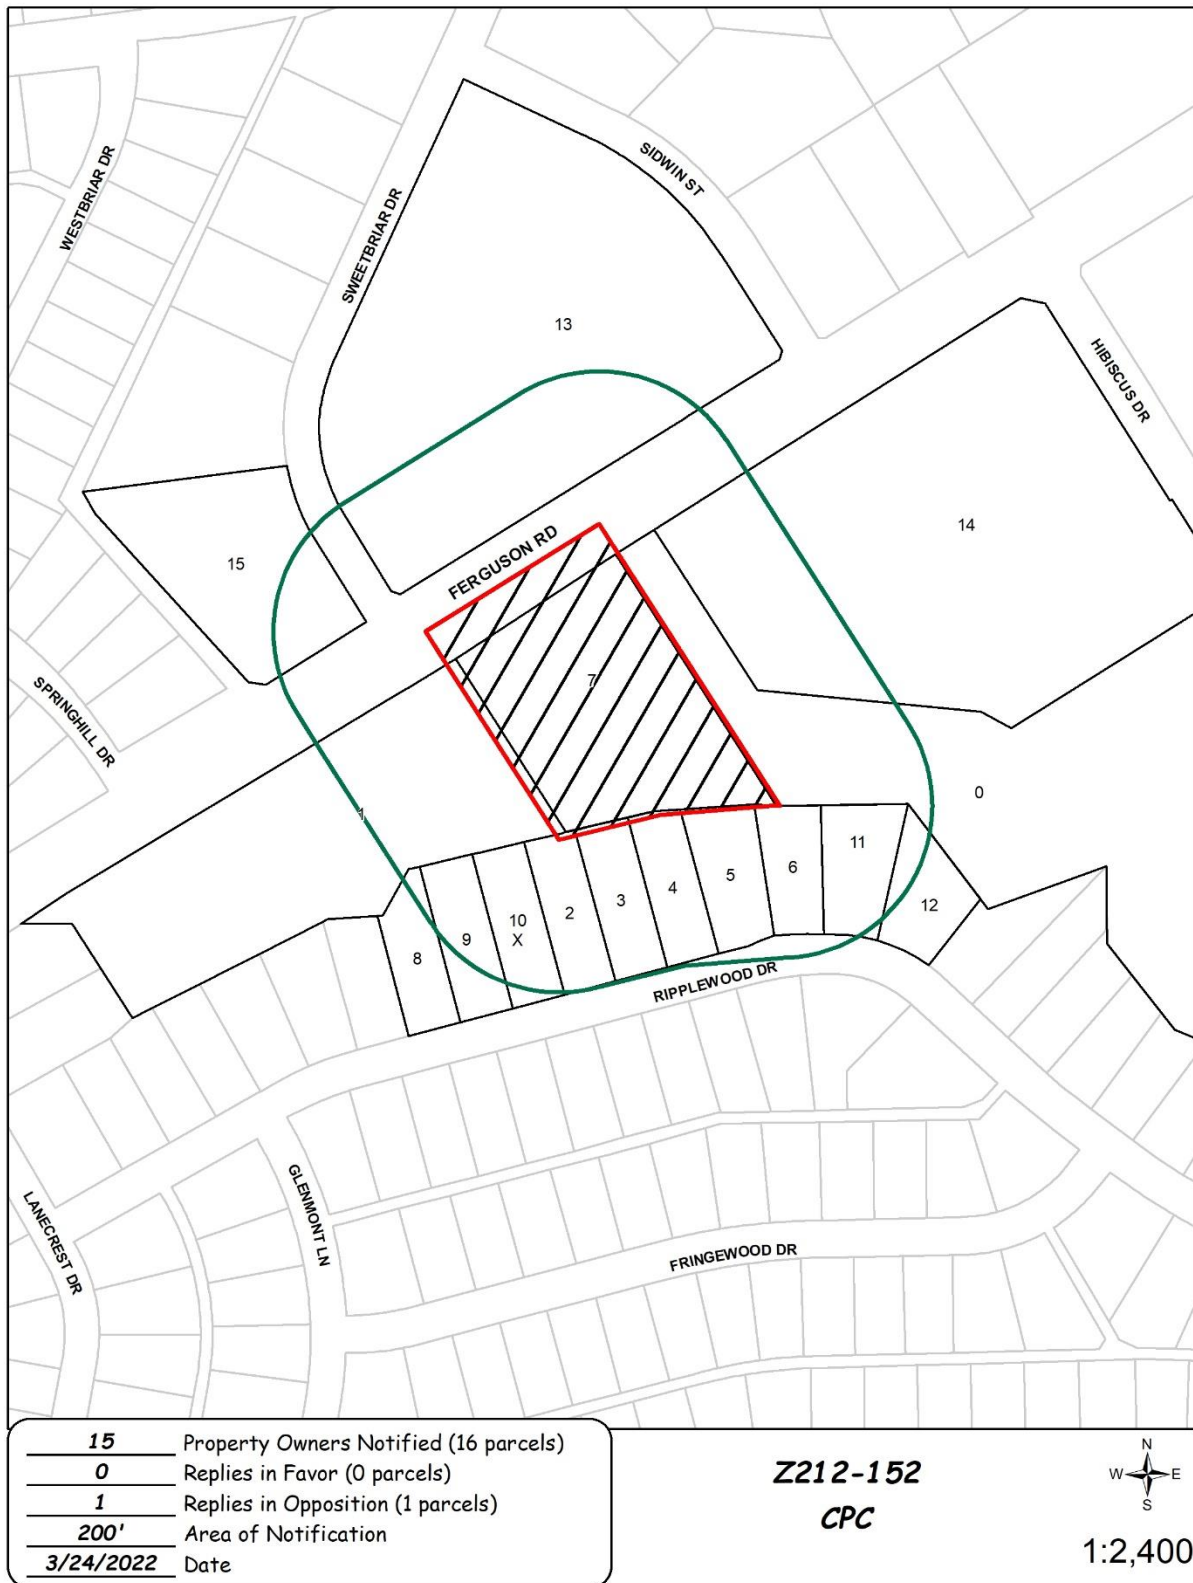 SIDWIN ST
WESTBRIAR DR
SWEETBRIAR DR
13
HIBISCUS DR
14
FERGUSON RD
15
7
SPRINGHILL DR
0
1
11
6
5
4
3
2
10
X
9
8
12
RIPPLEWOOD DR
GLENMONT LN
LANECREST DR
FRINGEWOOD DR
15 Property Owners Notified (16 parcels)
0 Replies in Favor (0 parcels)
1 Replies in Opposition (1 parcels)
200' Area of Notification
3/24/2022 Date
Z212-152
CPC
N
W E
S
1:2,400